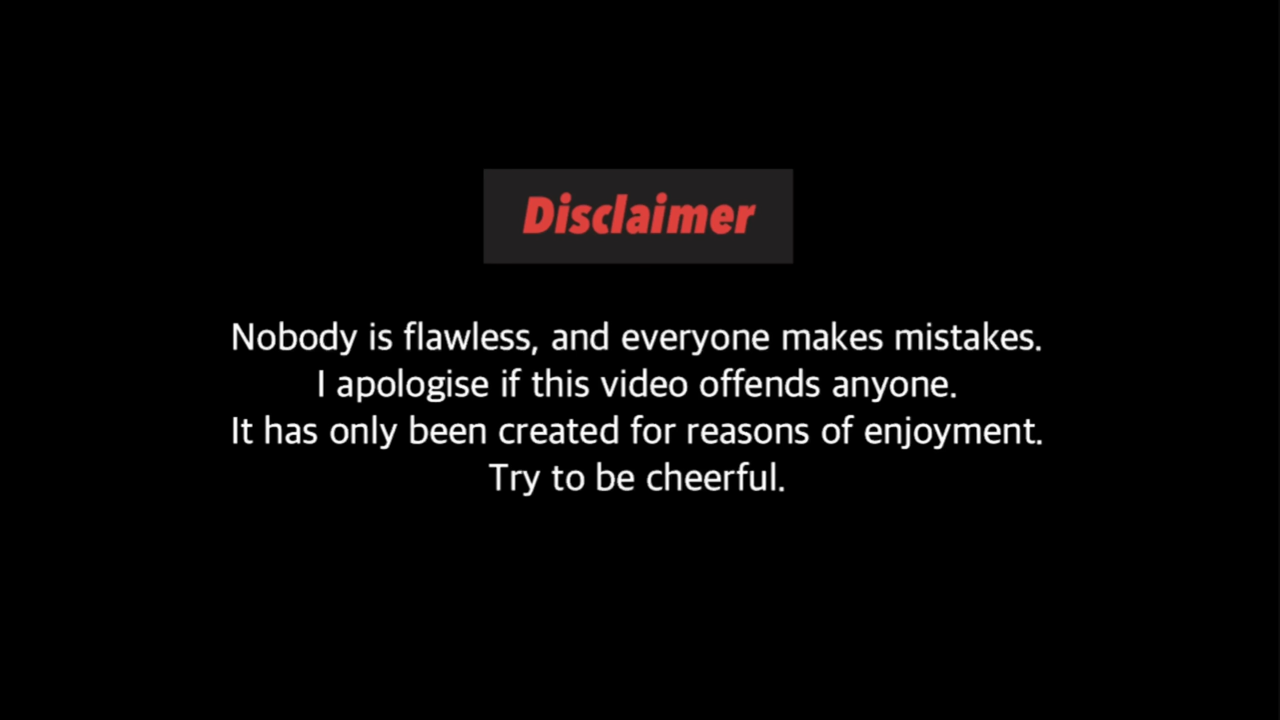 Disclaimer
Nobody is flawless, and everyone makes mistakes.
I apologise if this video offends anyone.
It has only been created for reasons of enjoyment.
Try to be cheerful.